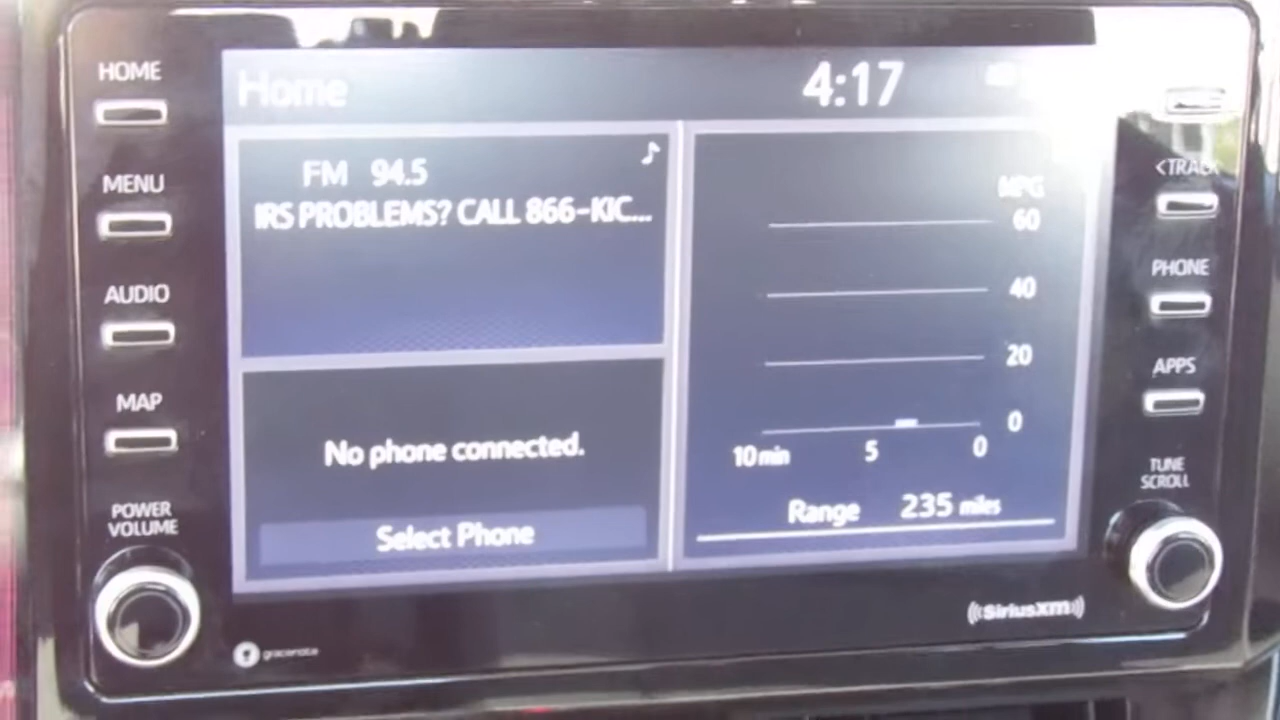 HOME
MENU
AUDIO
MAP
POWER
VOLUME
Home
4:17
FM 94.5
IRS PROBLEMS? CALL 866-KIC...
No phone connected.
Select Phone
MPG
60
40
20
0
10 min 5 0
Range 235 miles
<TRACK
PHONE
APPS
TUNE
SCROLL
gracenote
SiriusXM